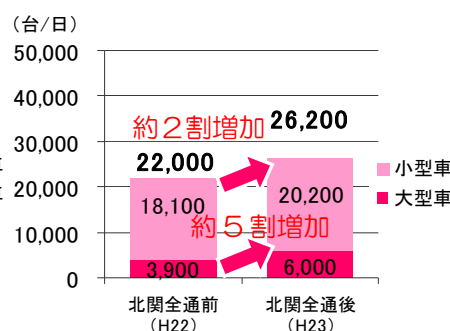 (台/日)
50,000
40,000
30,000
20,000
10,000
0
約2割増加
26,200
22,000
18,100
20,200
約5割増加
3,900
6,000
小型車
大型車
北関全通前
(H22)
北関全通後
(H23)